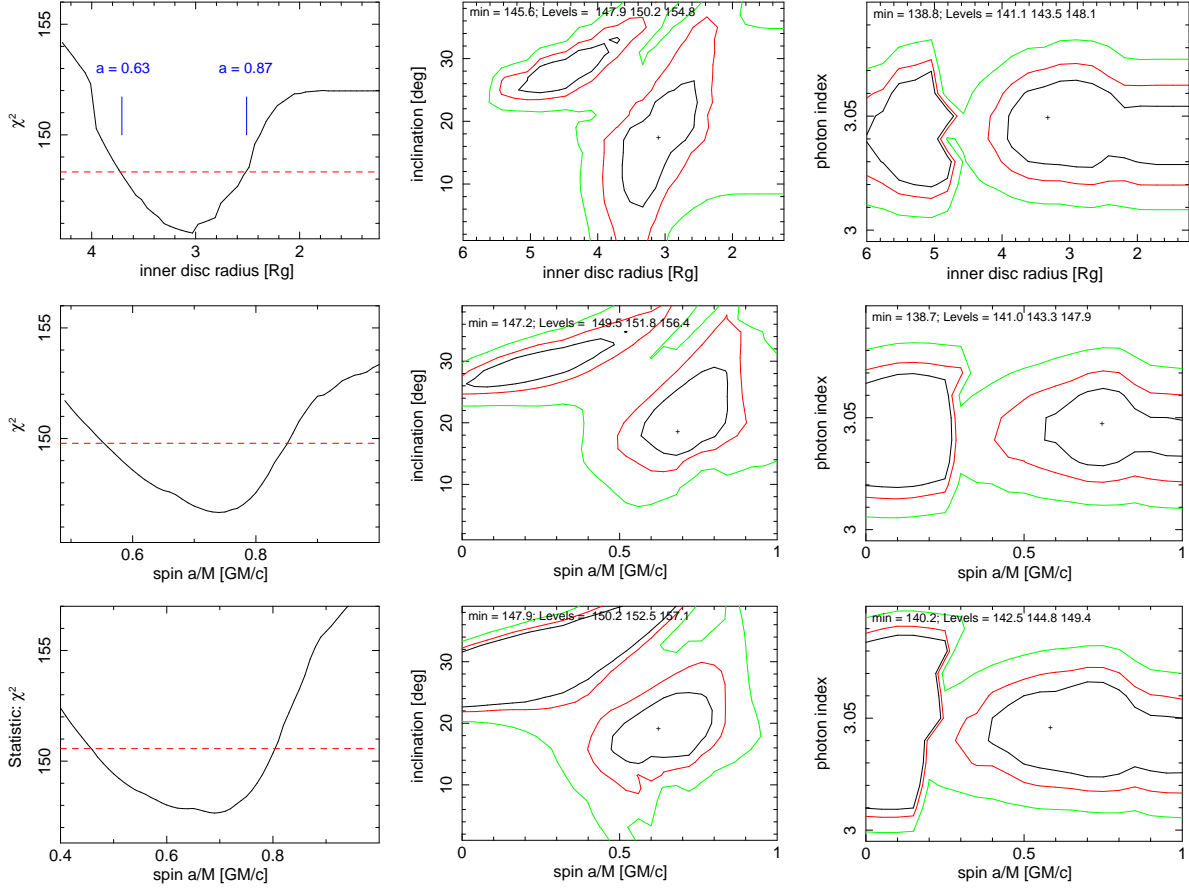 155
150
χ²
a = 0.63
a = 0.87
4
3
2
inner disc radius [Rg]
min = 145.6; Levels = 147.9 150.2 154.8
30
20
10
inclination [deg]
6
5
4
3
2
inner disc radius [Rg]
min = 138.8; Levels = 141.1 143.5 148.1
3.05
3
photon index
6
5
4
3
2
inner disc radius [Rg]
155
150
χ²
0.6
0.8
spin a/M [GM/c]
min = 147.2; Levels = 149.5 151.8 156.4
30
20
10
inclination [deg]
0
0.5
1
spin a/M [GM/c]
min = 138.7; Levels = 141.0 143.3 147.9
3.05
3
photon index
0
0.5
1
spin a/M [GM/c]
155
150
Statistic: χ²
0.4
0.6
0.8
spin a/M [GM/c]
min = 147.9; Levels = 150.2 152.5 157.1
30
20
10
inclination [deg]
0
0.5
1
spin a/M [GM/c]
min = 140.2; Levels = 142.5 144.8 149.4
3.05
3
photon index
0
0.5
1
spin a/M [GM/c]